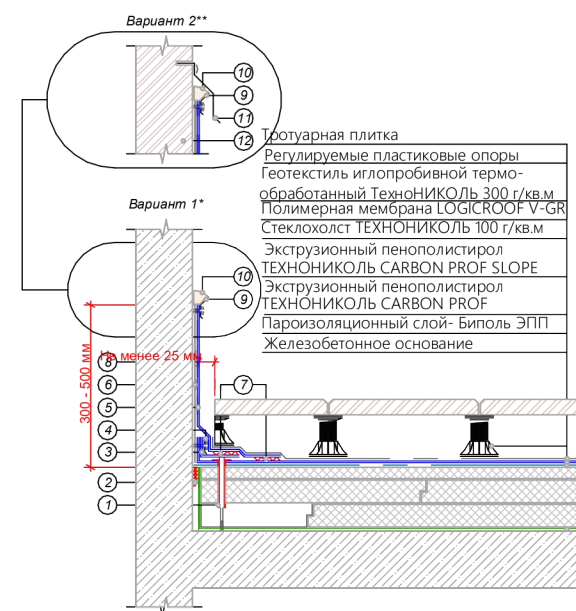 Вариант 2**
10
9
11
12
Тротуарная плитка
Регулируемые пластиковые опоры
Геотекстиль иглопробивной термо-
обработанный ТехноНИКОЛЬ 300 г/кв.м
Полимерная мембрана LOGICROOF V-GR
Стеклохолст ТЕХНОНИКОЛЬ 100 г/кв.м
Экструзионный пенополистирол
ТЕХНОНИКОЛЬ CARBON PROF SLOPE
Экструзионный пенополистирол
ТЕХНОНИКОЛЬ CARBON PROF
Пароизоляционный слой- Биполь ЭПП
Железобетонное основание
Вариант 1*
10
9
На менее 25 мм
300 - 500 мм
8
6
7
5
4
3
2
1